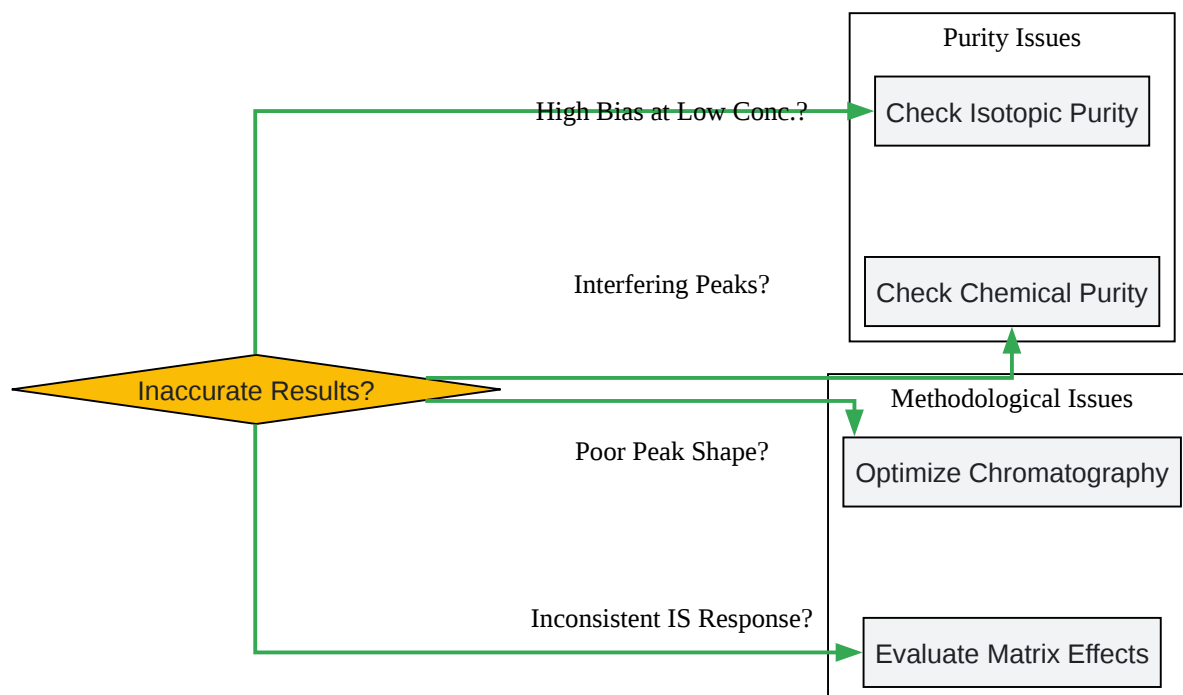 Purity Issues
High Bias at Low Conc.?
Check Isotopic Purity
Interfering Peaks?
Check Chemical Purity
Inaccurate Results?
Methodological Issues
Poor Peak Shape?
Optimize Chromatography
Inconsistent IS Response?
Evaluate Matrix Effects